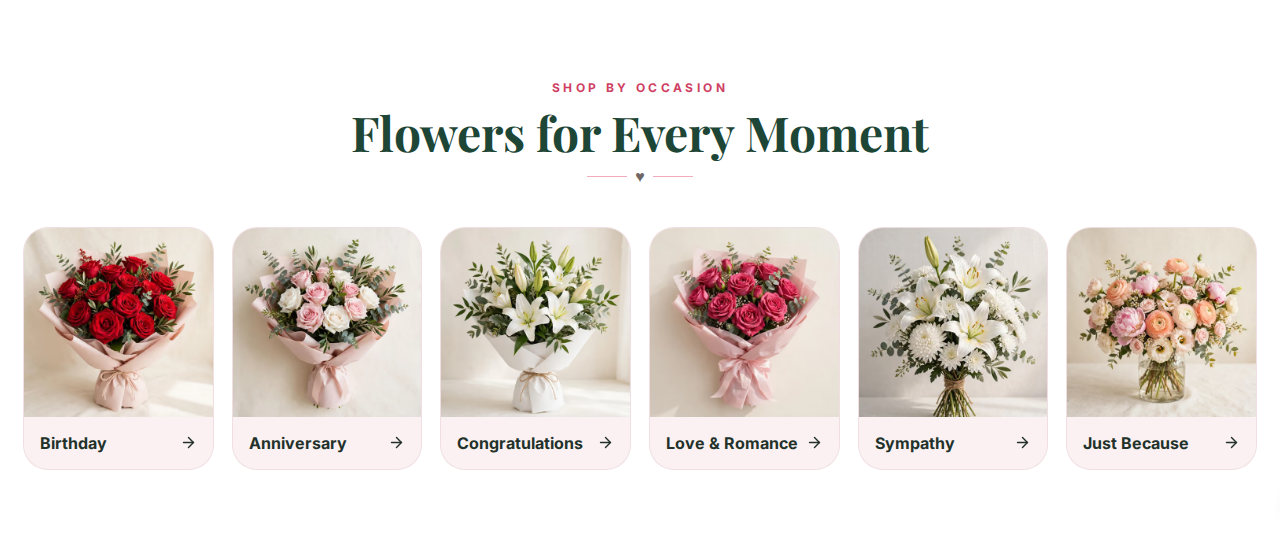 SHOP BY OCCASION
Flowers for Every Moment
Birthday
Anniversary
Congratulations
Love & Romance
Sympathy
Just Because